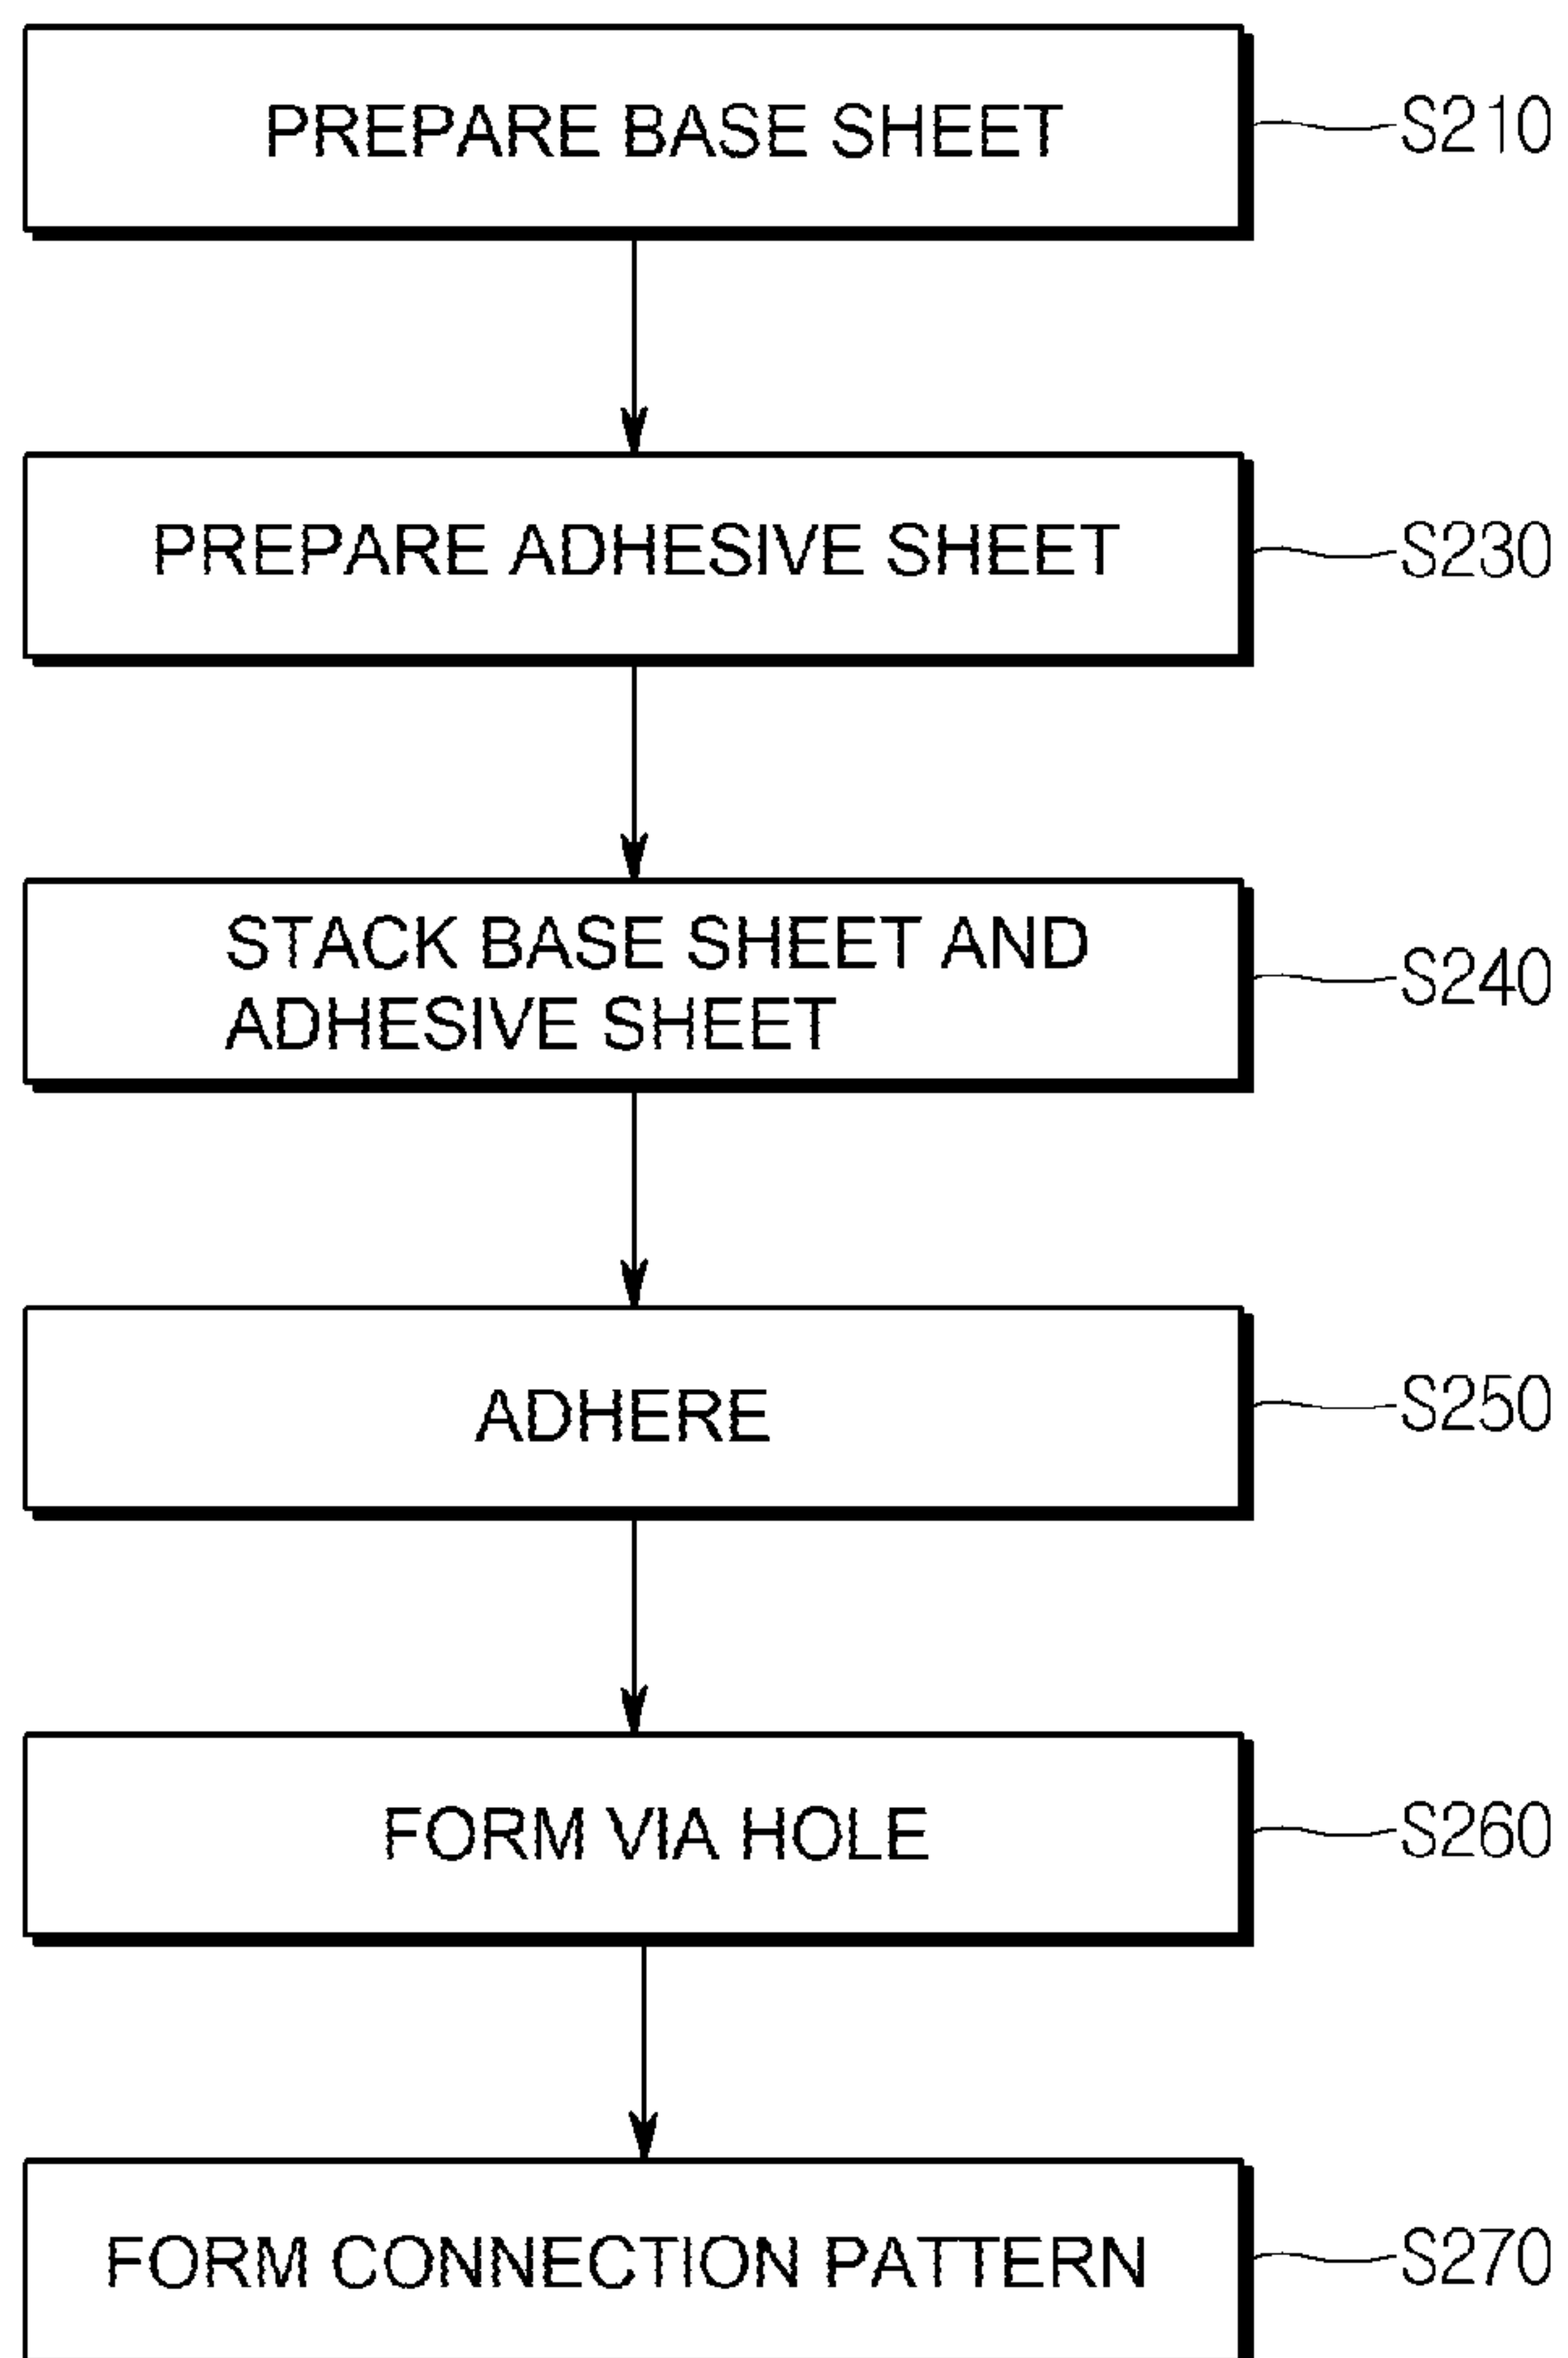 PREPARE BASE SHEET
S210
PREPARE ADHESIVE SHEET
S230
STACK BASE SHEET AND
ADHESIVE SHEET
S240
ADHERE
S250
FORM VIA HOLE
S260
FORM CONNECTION PATTERN
S270